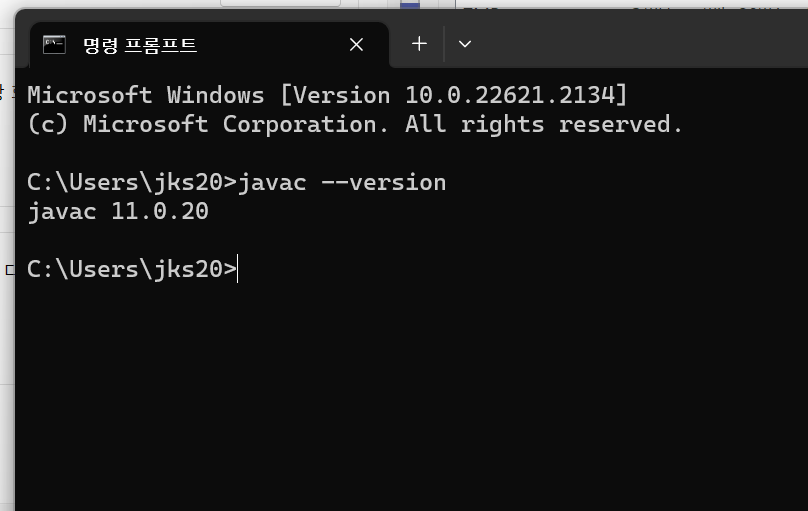 명령 프롬프트
Microsoft Windows [Version 10.0.22621.2134]
(c) Microsoft Corporation. All rights reserved.
C:\Users\jks20>javac --version
javac 11.0.20
C:\Users\jks20>